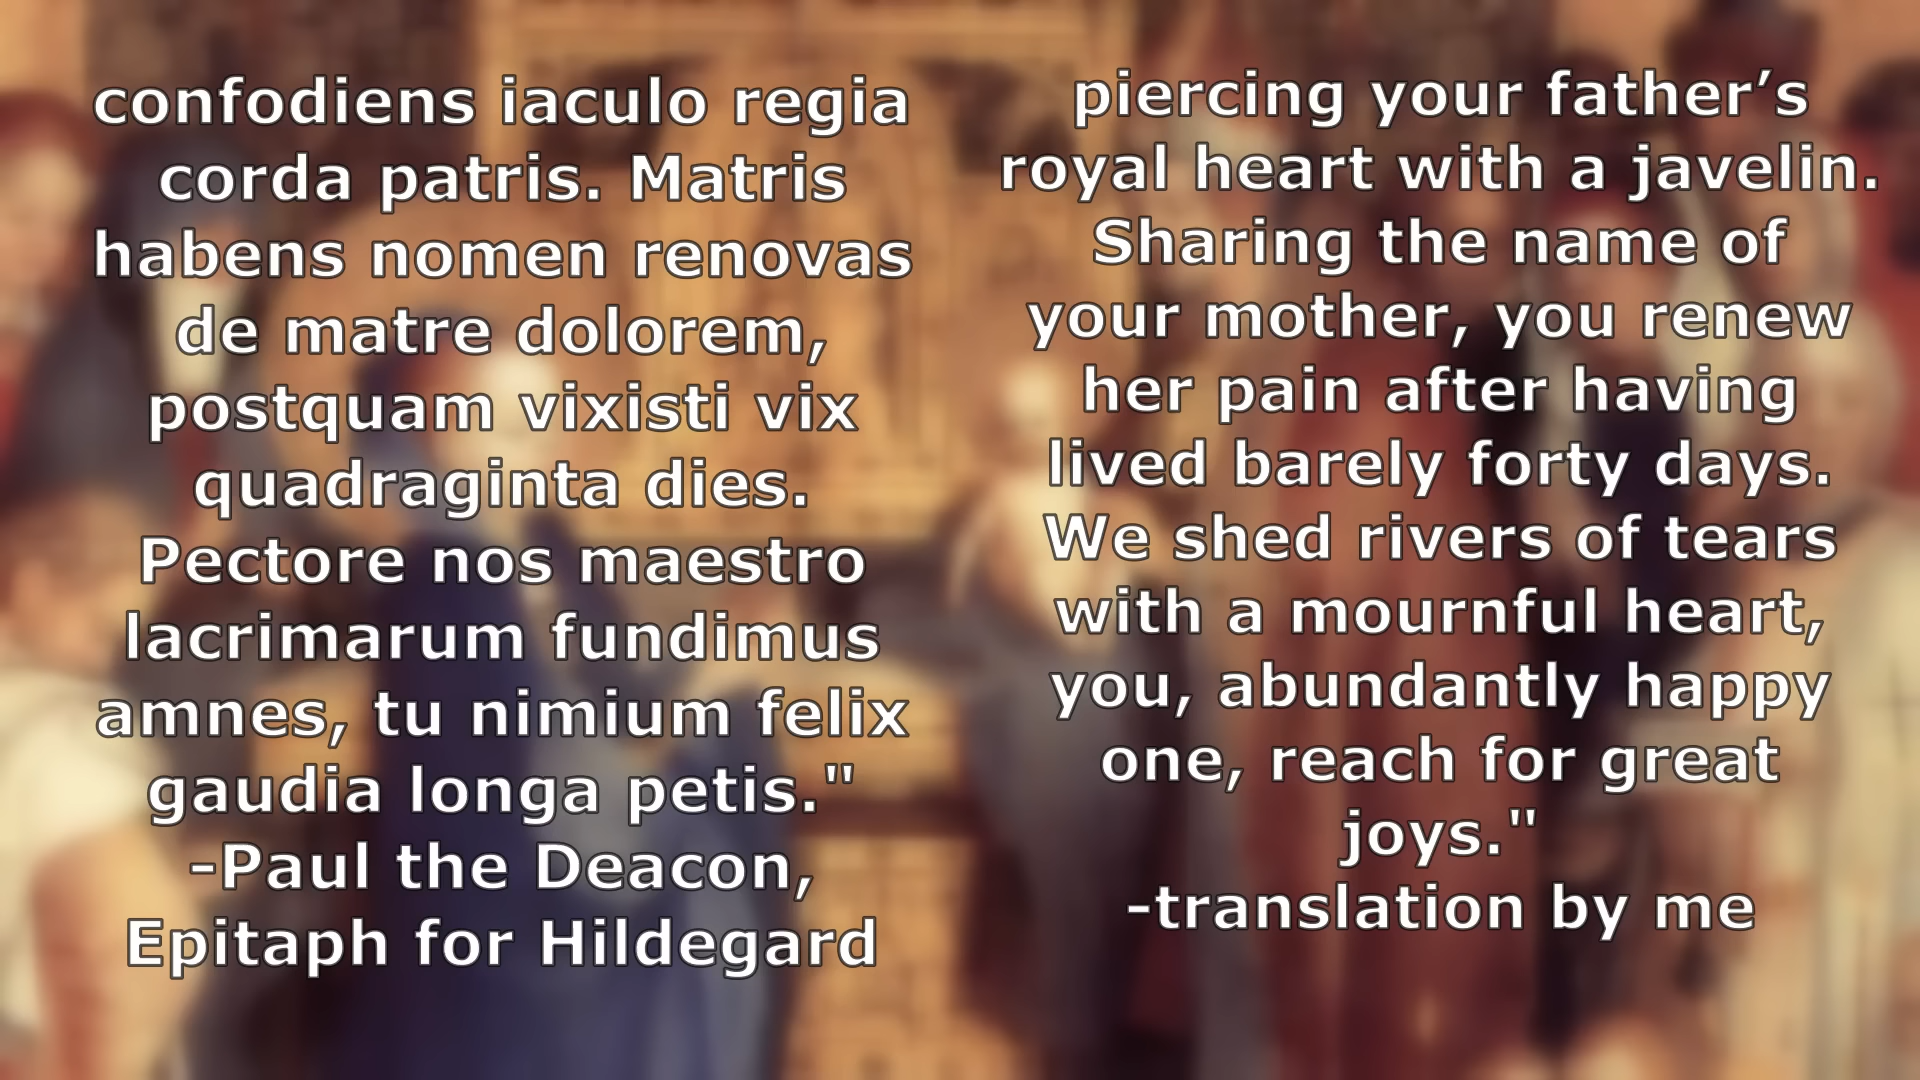 confodiens iaculo regia
corda patris. Matris
habens nomen renovas
de matre dolorem,
postquam vixisti vix
quadraginta dies.
Pectore nos maestro
lacrimarum fundimus
amnes, tu nimium felix
gaudia longa petis."
-Paul the Deacon,
Epitaph for Hildegard
piercing your father’s
royal heart with a javelin.
Sharing the name of
your mother, you renew
her pain after having
lived barely forty days.
We shed rivers of tears
with a mournful heart,
you, abundantly happy
one, reach for great
joys."
-translation by me